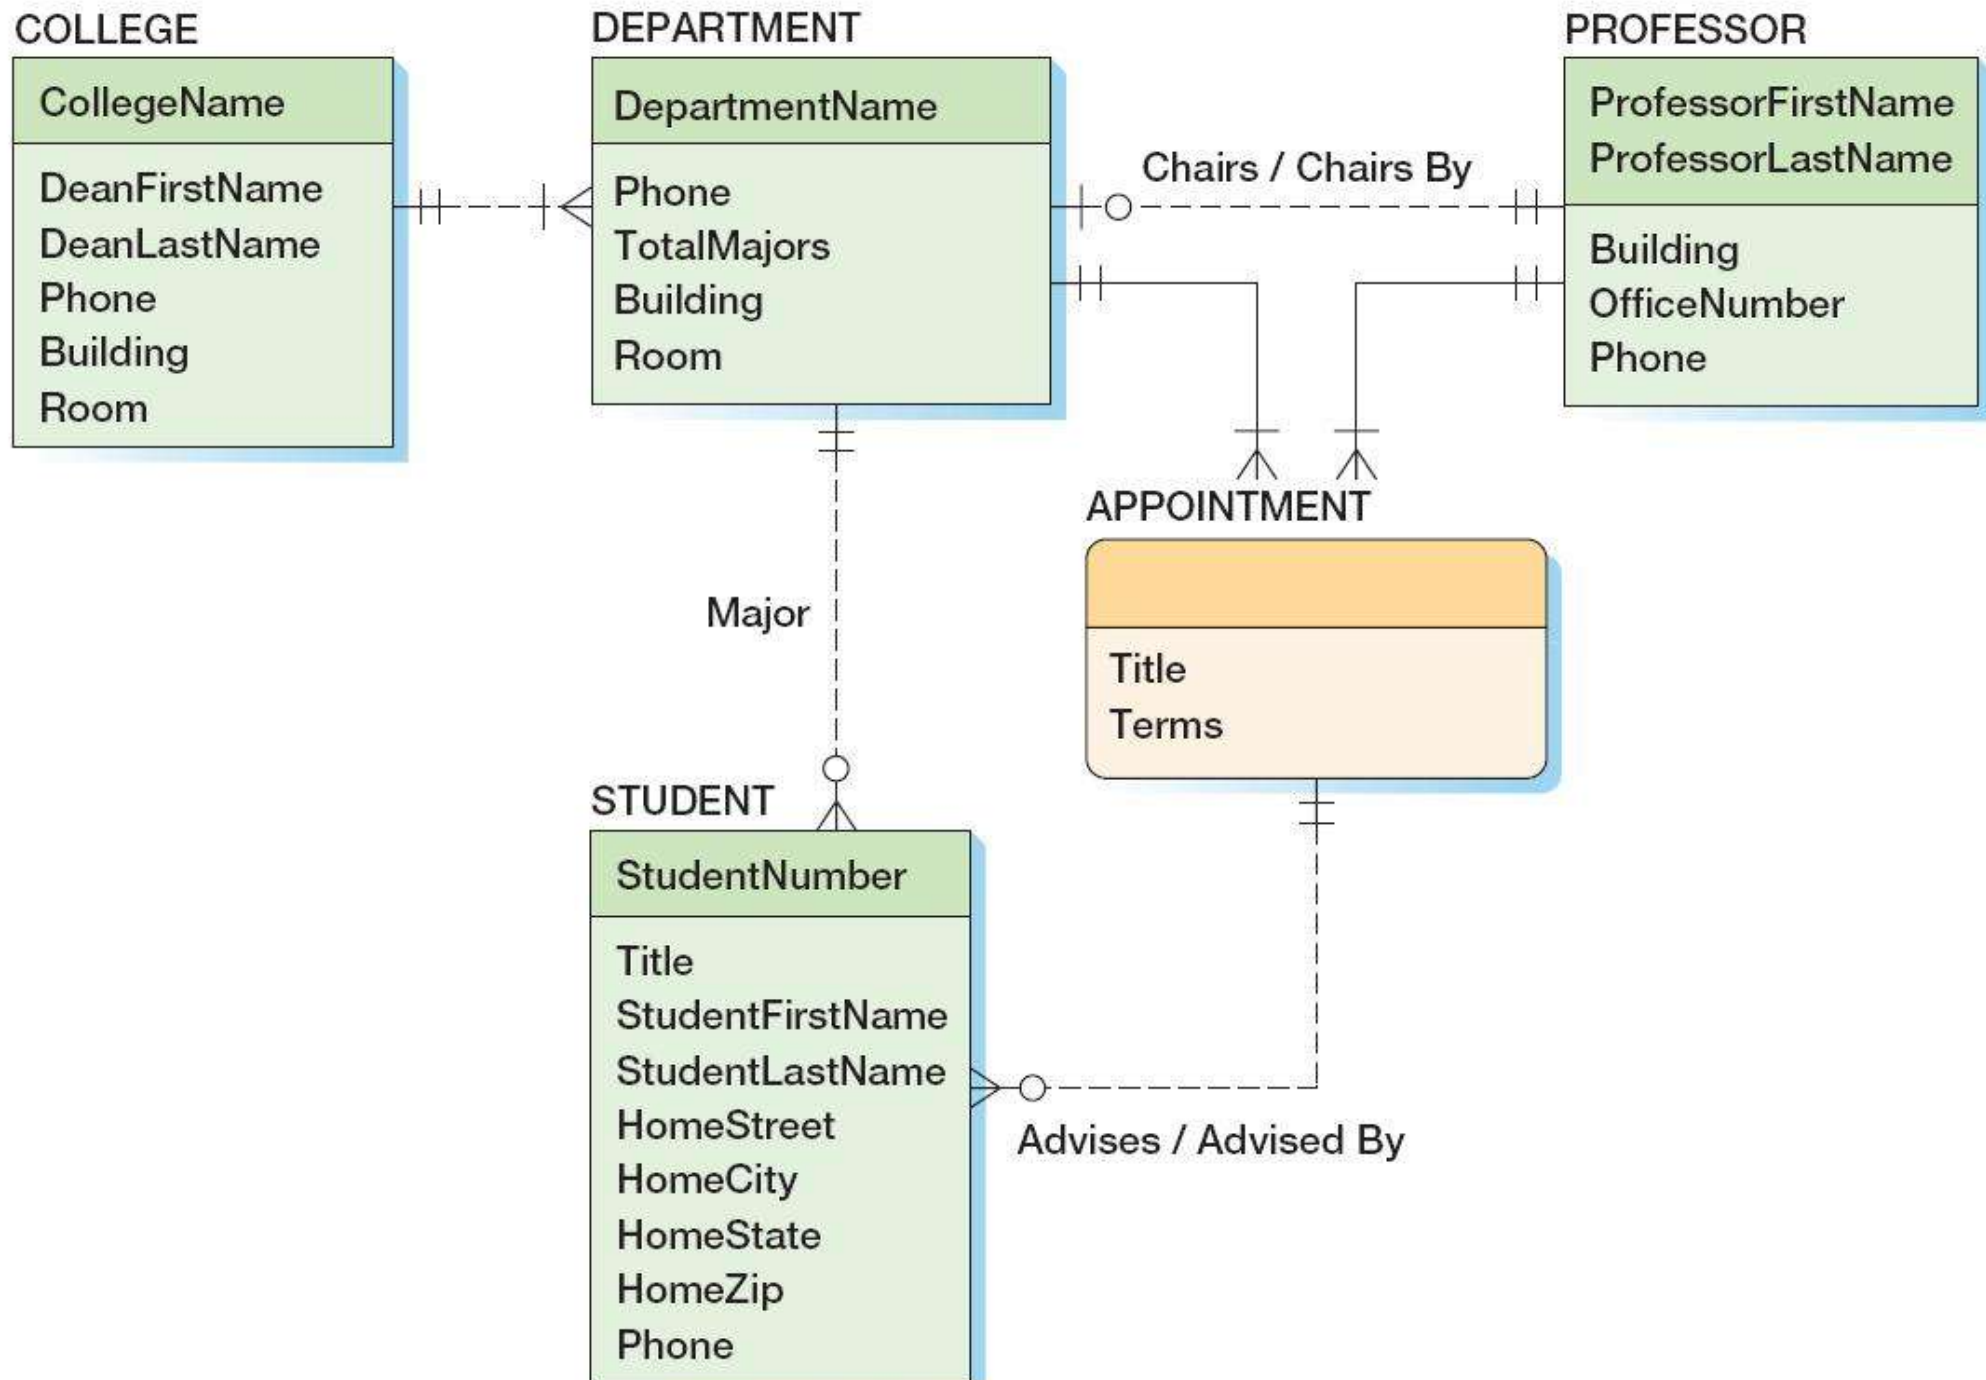 COLLEGE
CollegeName
DeanFirstName
DeanLastName
Phone
Building
Room
DEPARTMENT
DepartmentName
Phone
TotalMajors
Building
Room
Chairs / Chairs By
PROFESSOR
ProfessorFirstName
ProfessorLastName
Building
OfficeNumber
Phone
APPOINTMENT
Title
Terms
Major
STUDENT
StudentNumber
Title
StudentFirstName
StudentLastName
HomeStreet
HomeCity
HomeState
HomeZip
Phone
Advises / Advised By